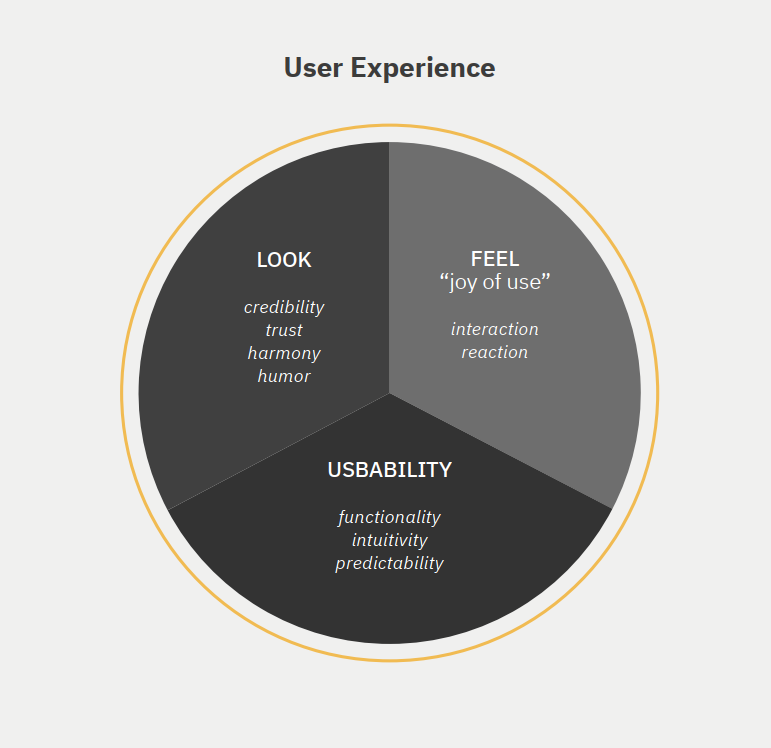 User Experience
LOOK
credibility
trust
harmony
humor
FEEL
“joy of use”
interaction
reaction
USBABILITY
functionality
intuitivity
predictability